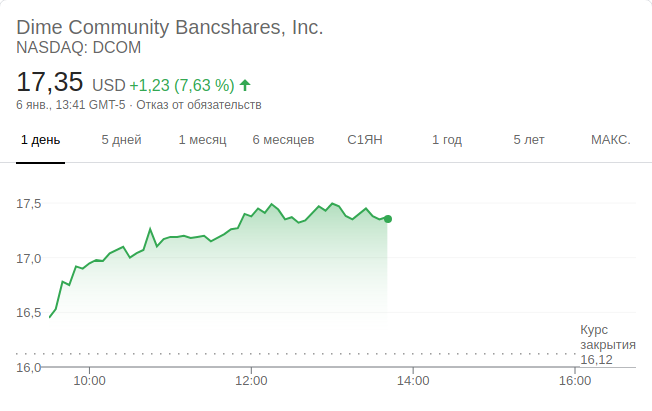 Dime Community Bancshares, Inc.
NASDAQ: DCOM
17,35 USD +1,23 (7,63 %)
6 янв., 13:41 GMT-5 · Отказ от обязательств
1 день 5 дней 1 месяц 6 месяцев С1ЯН 1 год 5 лет МАКС.
17,5
17,0
16,5
Курс
закрытия
16,12
16,0
10:00 12:00 14:00 16:00